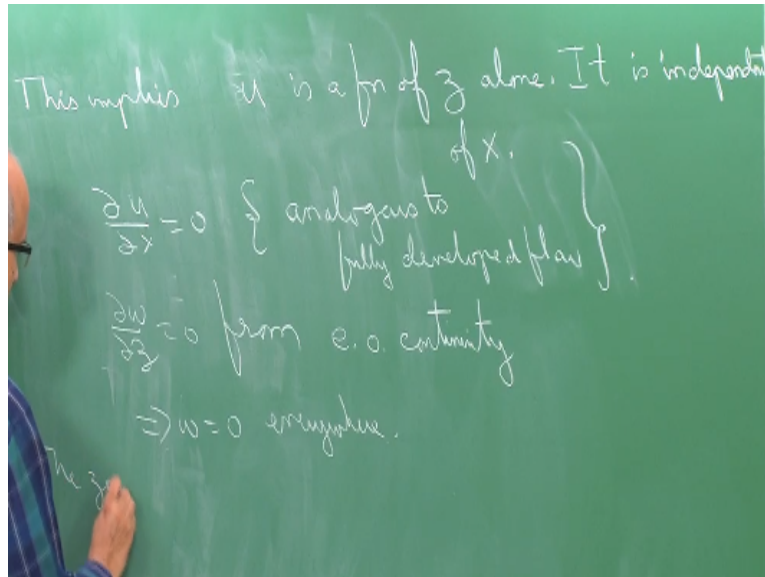 This implies u is a fn of z alone. It is independent
of x.
∂u/∂x = 0 { analogous to
fully developed flow }.
∂w/∂z = 0 from e.o. continuity
⇒ w = 0 everywhere.
The